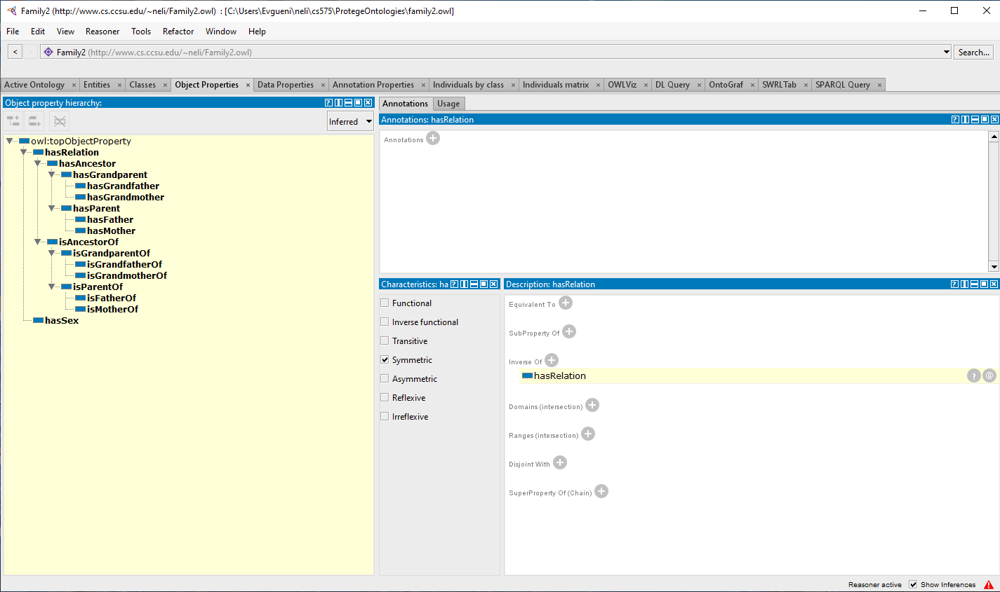 Family2 (http://www.cs.ccsu.edu/~neli/Family2.owl)  : [C:\Users\Evgueni\neli\cs575\ProtegeOntologies\family2.owl]
File Edit View Reasoner Tools Refactor Window Help
< > Family2 (http://www.cs.ccsu.edu/~neli/Family2.owl) Search...
Active Ontology × Entities × Classes × Object Properties × Data Properties × Annotation Properties × Individuals by class × Individuals matrix × OWLViz × DL Query × OntoGraf × SWRLTab × SPARQL Query ×
Object property hierarchy:
Inferred
owl:topObjectProperty
hasRelation
hasAncestor
hasGrandparent
hasGrandfather
hasGrandmother
hasParent
hasFather
hasMother
isAncestorOf
isGrandparentOf
isGrandfatherOf
isGrandmotherOf
isParentOf
isFatherOf
isMotherOf
hasSex
Annotations Usage
Annotations: hasRelation
Annotations
Characteristics: ha
Functional
Inverse functional
Transitive
Symmetric
Asymmetric
Reflexive
Irreflexive
Description: hasRelation
Equivalent To
SubProperty Of
Inverse Of
hasRelation ? @
Domains (intersection)
Ranges (intersection)
Disjoint With
SuperProperty Of (Chain)
Reasoner active Show Inferences